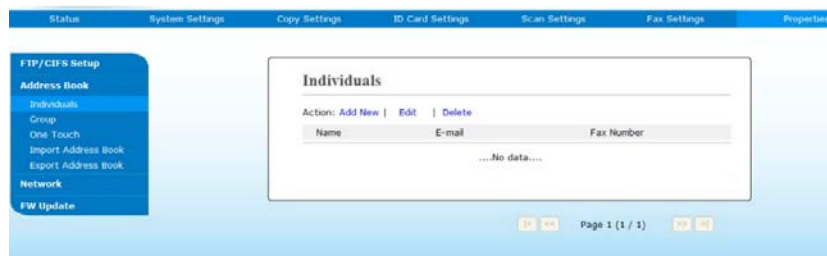 Status System Settings Copy Settings ID Card Settings Scan Settings Fax Settings Properties
FTP/CIFS Setup
Address Book
Individuals
Group
One Touch
Import Address Book
Export Address Book
Network
FW Update
Individuals
Action: Add New | Edit | Delete
Name E-mail Fax Number
....No data....
|< << Page 1 (1 / 1) >> >|